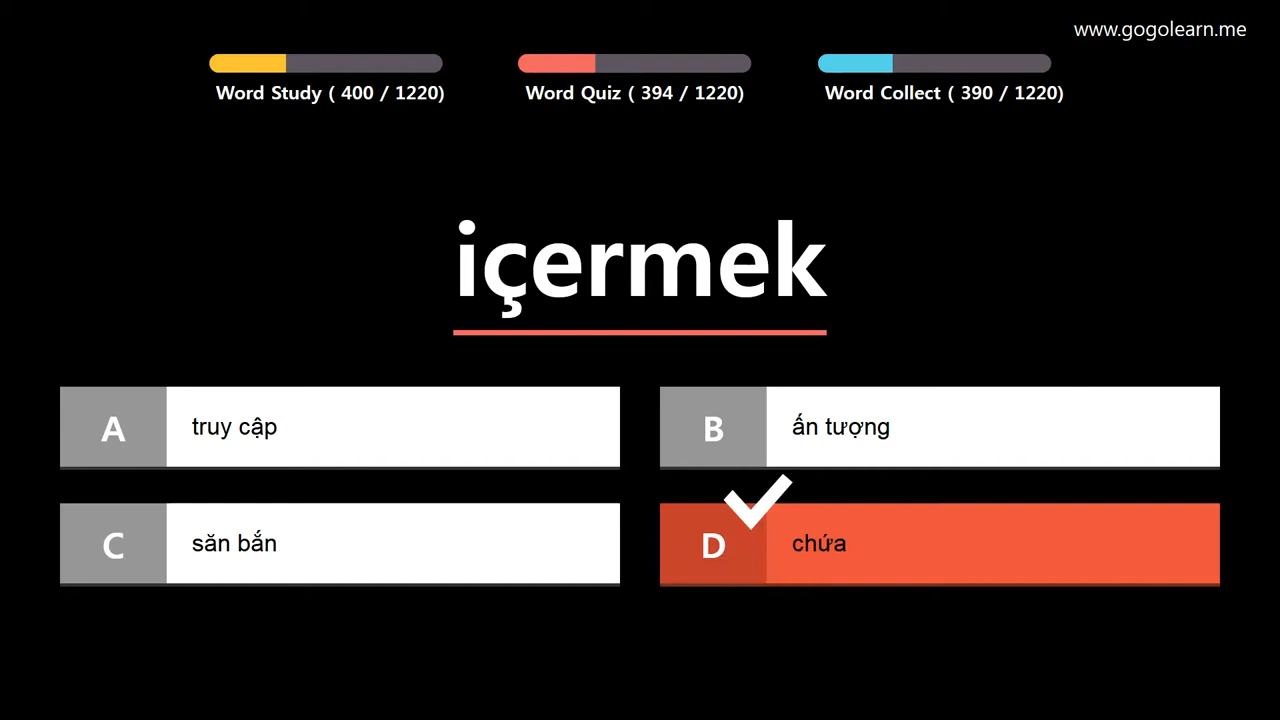 www.gogolearn.me
Word Study ( 400 / 1220)
Word Quiz ( 394 / 1220)
Word Collect ( 390 / 1220)
içermek
A
truy cập
B
ấn tượng
C
săn bắn
D
chứa